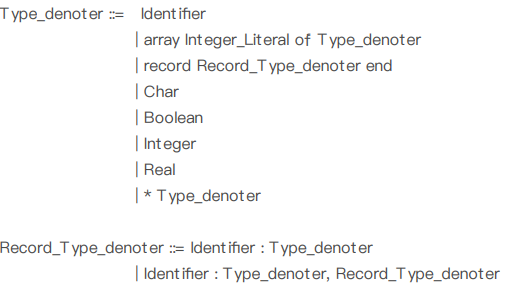 Type_denoter ::= Identifier
| array Integer_Literal of Type_denoter
| record Record_Type_denoter end
| Char
| Boolean
| Integer
| Real
| * Type_denoter
Record_Type_denoter ::= Identifier : Type_denoter
| Identifier : Type_denoter, Record_Type_denoter